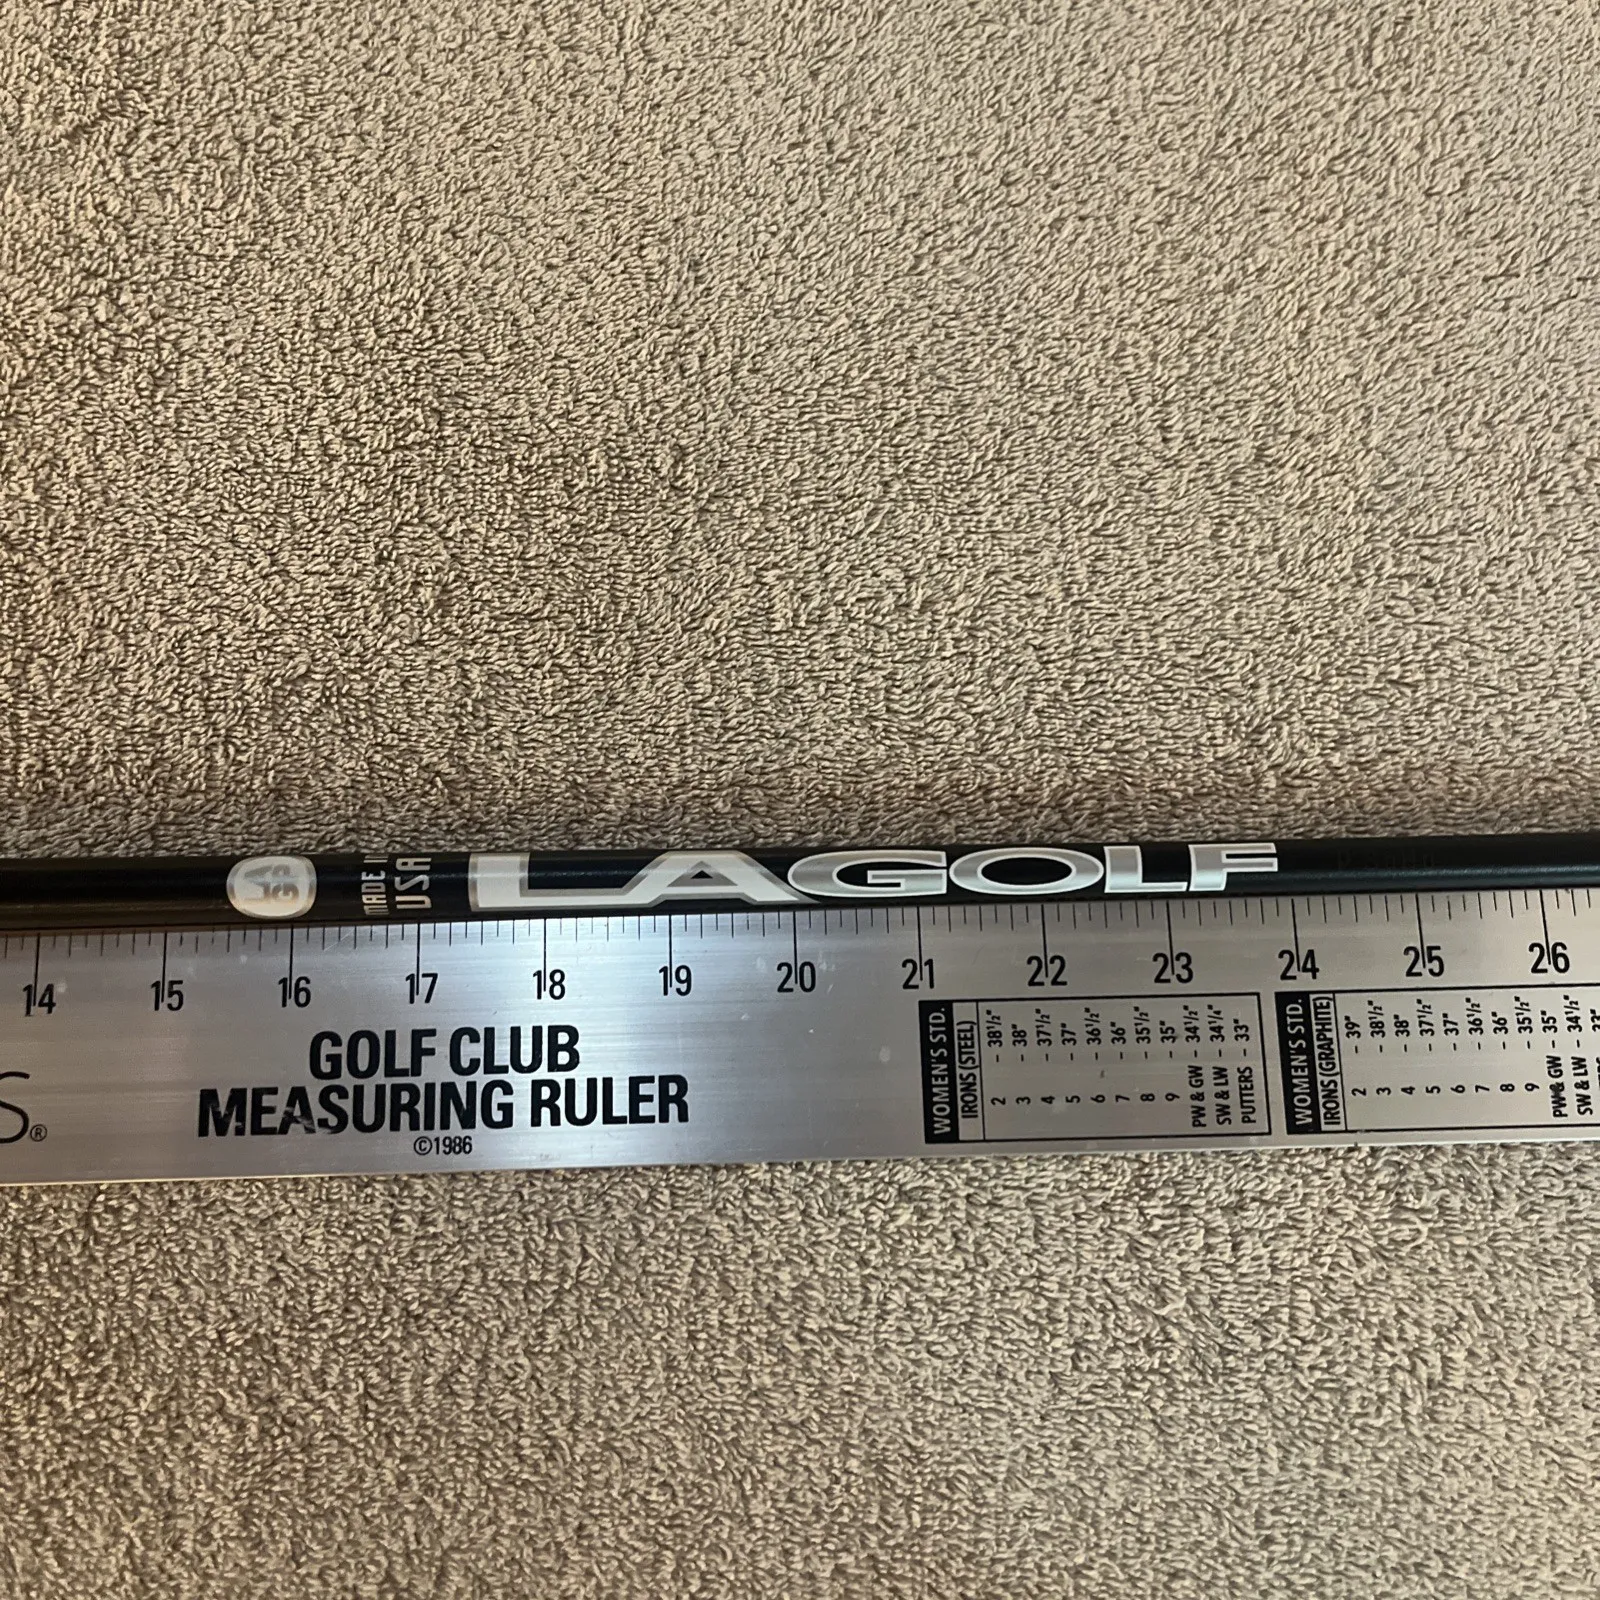 LA
GP
MADE IN
USA
LAGOLF
14 15 16 17 18 19 20 21 22 23 24 25 26
S®
GOLF CLUB
MEASURING RULER
©1986
WOMEN'S STD.
IRONS (STEEL)
2 - 38½"
3 - 38"
4 - 37½"
5 - 37"
6 - 36½"
7 - 36"
8 - 35½"
9 - 35"
PW & GW - 34½"
SW & LW - 34¼"
PUTTERS - 33"
WOMEN'S STD.
IRONS (GRAPHITE)
2 - 39"
3 - 38½"
4 - 38"
5 - 37½"
6 - 37"
7 - 36½"
8 - 36"
9 - 35½"
PW & GW - 35"
SW & LW - 34½"
33"